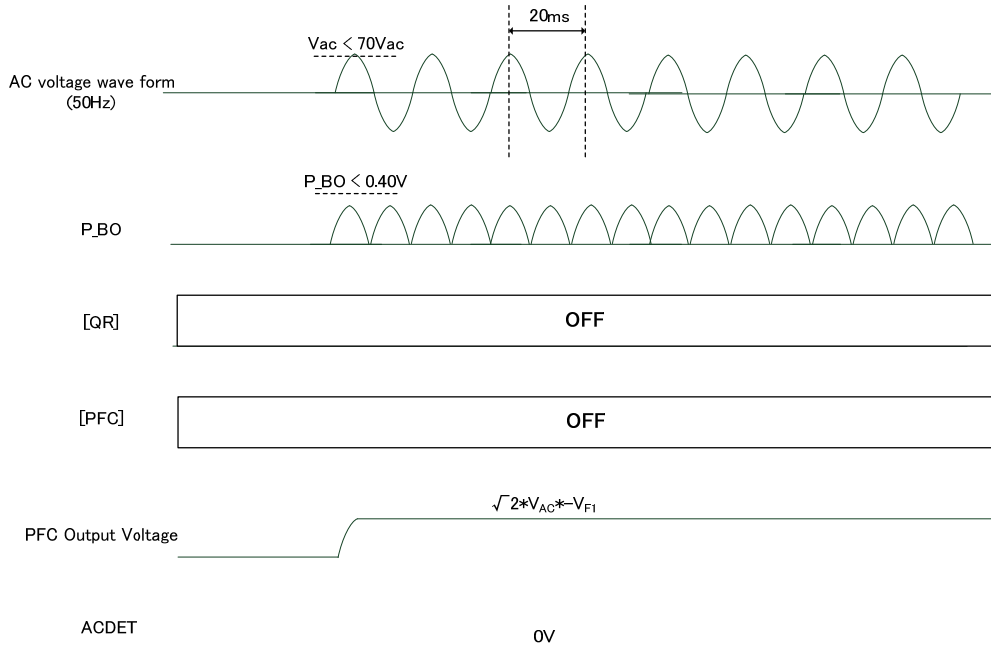 20ms
Vac < 70Vac
AC voltage wave form
(50Hz)
P_BO < 0.40V
P_BO
[QR]
OFF
[PFC]
OFF
√2*VAC*-VF1
PFC Output Voltage
ACDET
0V